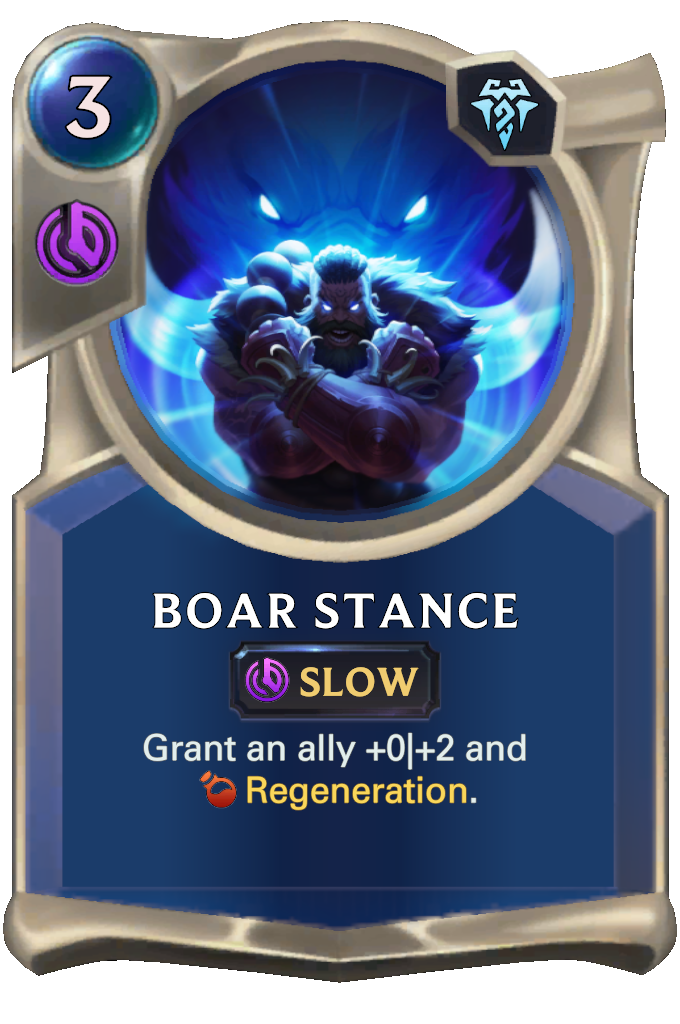 3
BOAR STANCE
SLOW
Grant an ally +0|+2 and
Regeneration.